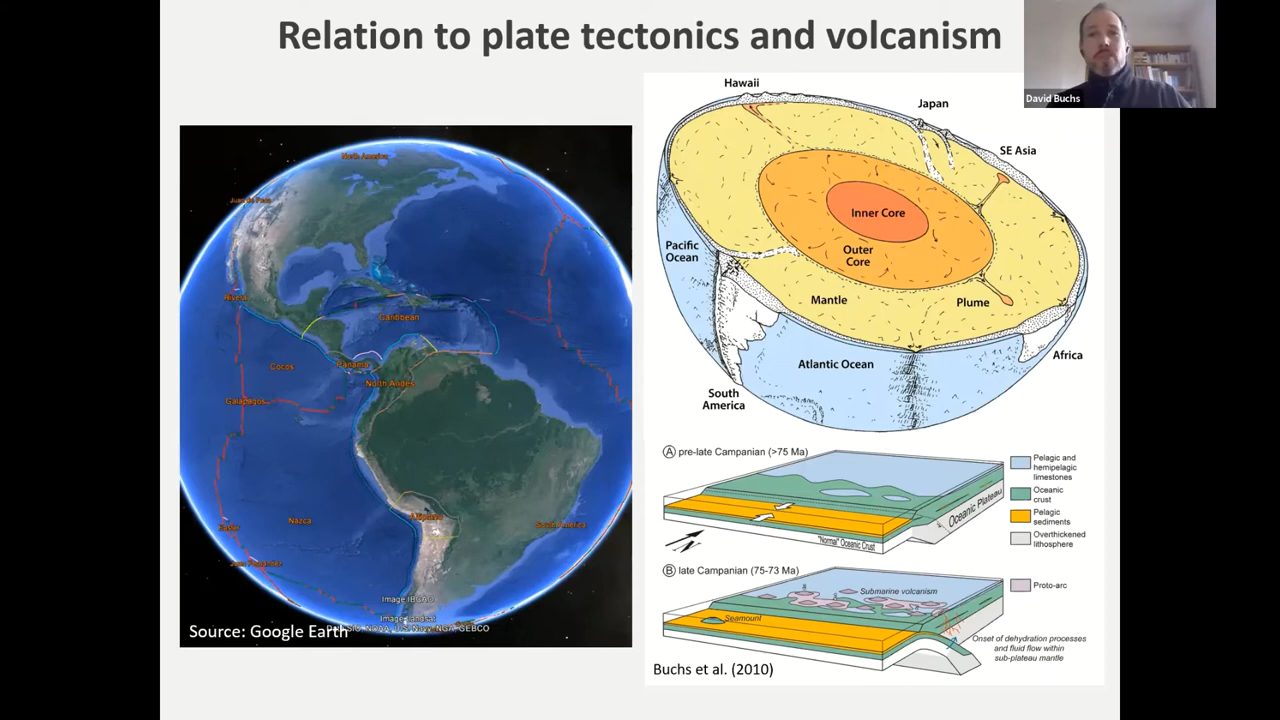 Relation to plate tectonics and volcanism
David Buchs
North America
Juan de Fuca
Rivera
Caribbean
Cocos
Panama
North Andes
Galapagos
Nazca
Altiplano
Easter
South America
Juan Fernandez
Image IBCAO
Image Landsat
Source: Google Earth
Hawaii
Japan
SE Asia
Inner Core
Pacific
Ocean
Outer
Core
Mantle
Plume
Africa
Atlantic Ocean
South
America
A pre-late Campanian (>75 Ma)
Oceanic Plateau
"Normal" Oceanic Crust
N
Pelagic and
hemipelagic
limestones
Oceanic
crust
Pelagic
sediments
Overthickened
lithosphere
B late Campanian (75-73 Ma)
Submarine volcanism
Seamount
Proto-arc
Onset of dehydration processes
and fluid flow within
sub-plateau mantle
Buchs et al. (2010)